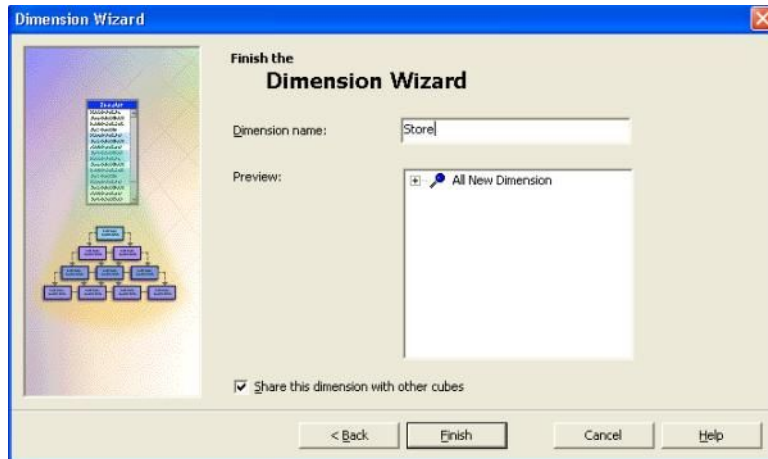 Dimension Wizard
Finish the
Dimension Wizard
Dimension name:
Store
Preview:
All New Dimension
Share this dimension with other cubes
< Back
Finish
Cancel
Help